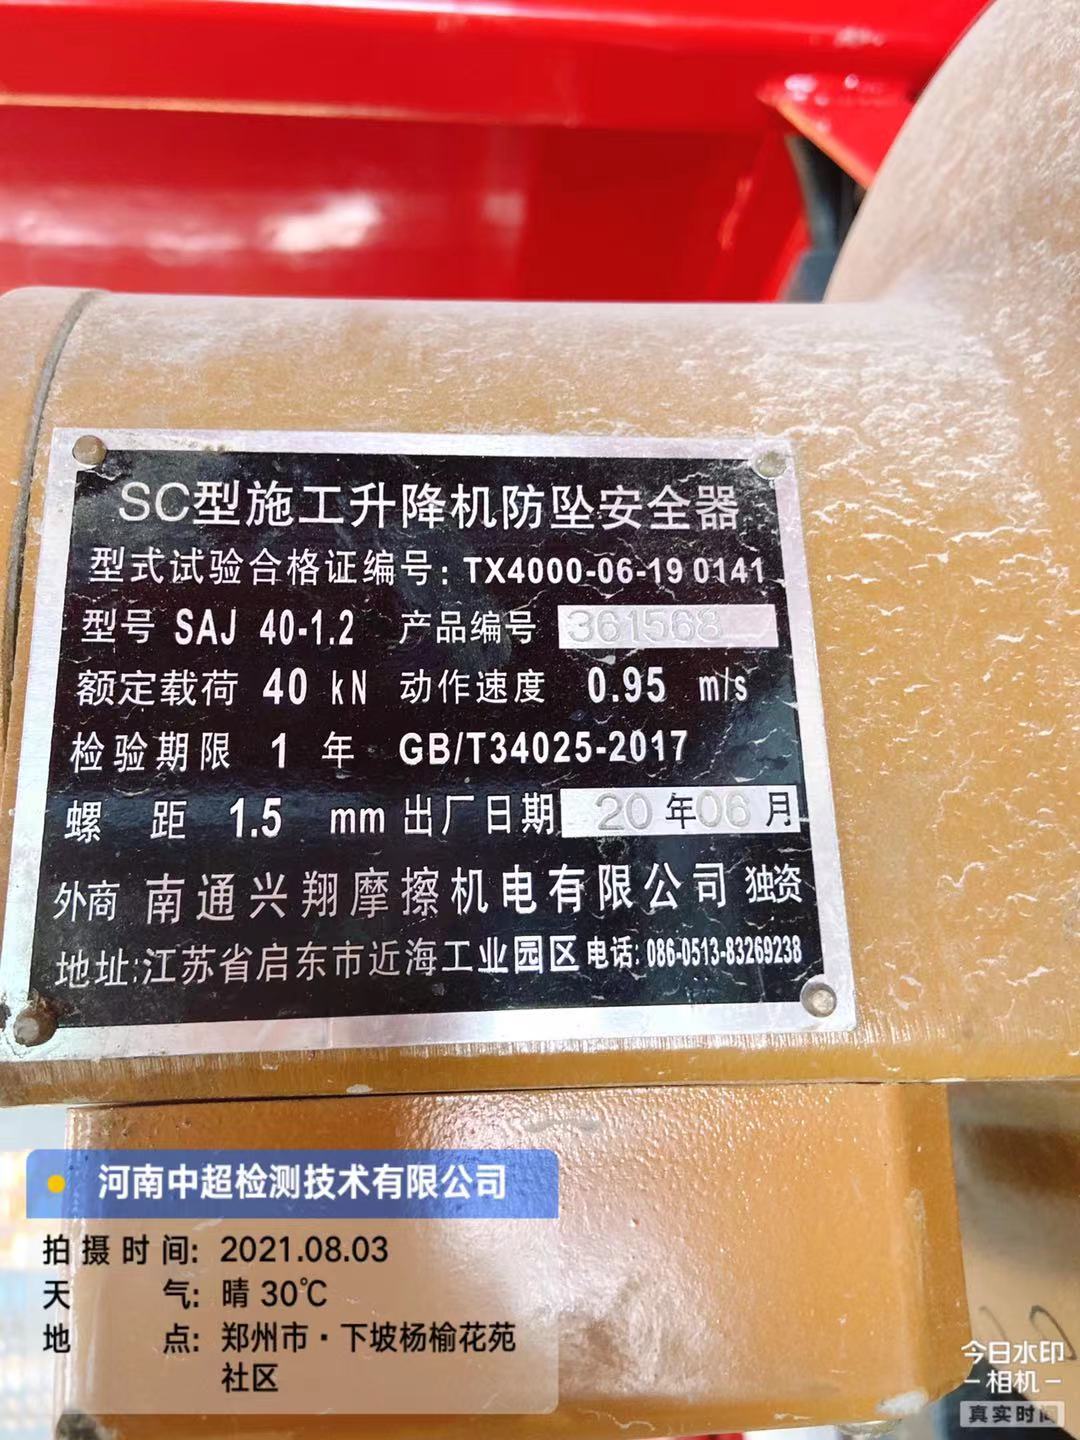 SC型施工升降机防坠安全器
型式试验合格证编号：TX4000-06-19 0141
型号 SAJ 40-1.2 产品编号 361568
额定载荷 40 kN 动作速度 0.95 m/s
检验期限 1 年 GB/T34025-2017
螺 距 1.5 mm 出厂日期 20 年 06 月
外商 南通兴翔摩擦机电有限公司 独资
地址:江苏省启东市近海工业园区 电话: 086-0513-83269238
河南中超检测技术有限公司
拍摄时间: 2021.08.03
天 气: 晴 30℃
地 点: 郑州市·下坡杨榆花苑
社区
今日水印
-相机-
真实时间